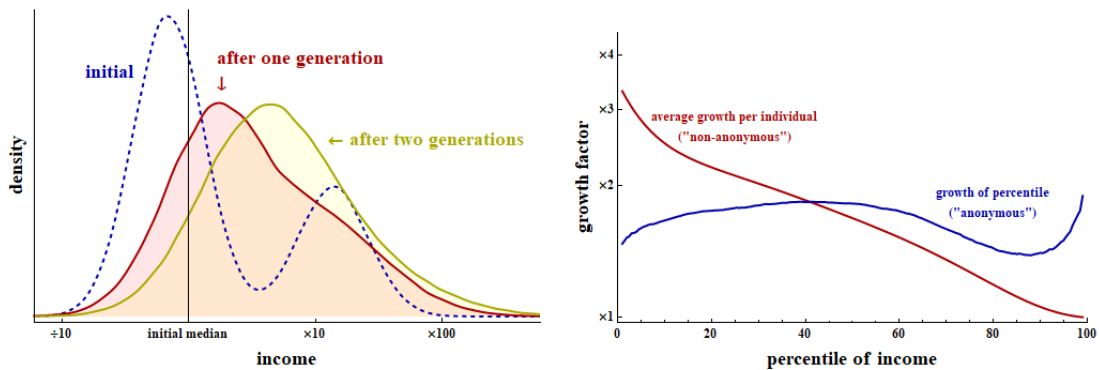 initial
after one generation
↓
← after two generations
density
÷10
initial median
×10
×100
income
×4
×3
×2
×1
growth factor
average growth per individual
("non-anonymous")
growth of percentile
("anonymous")
0
20
40
60
80
100
percentile of income